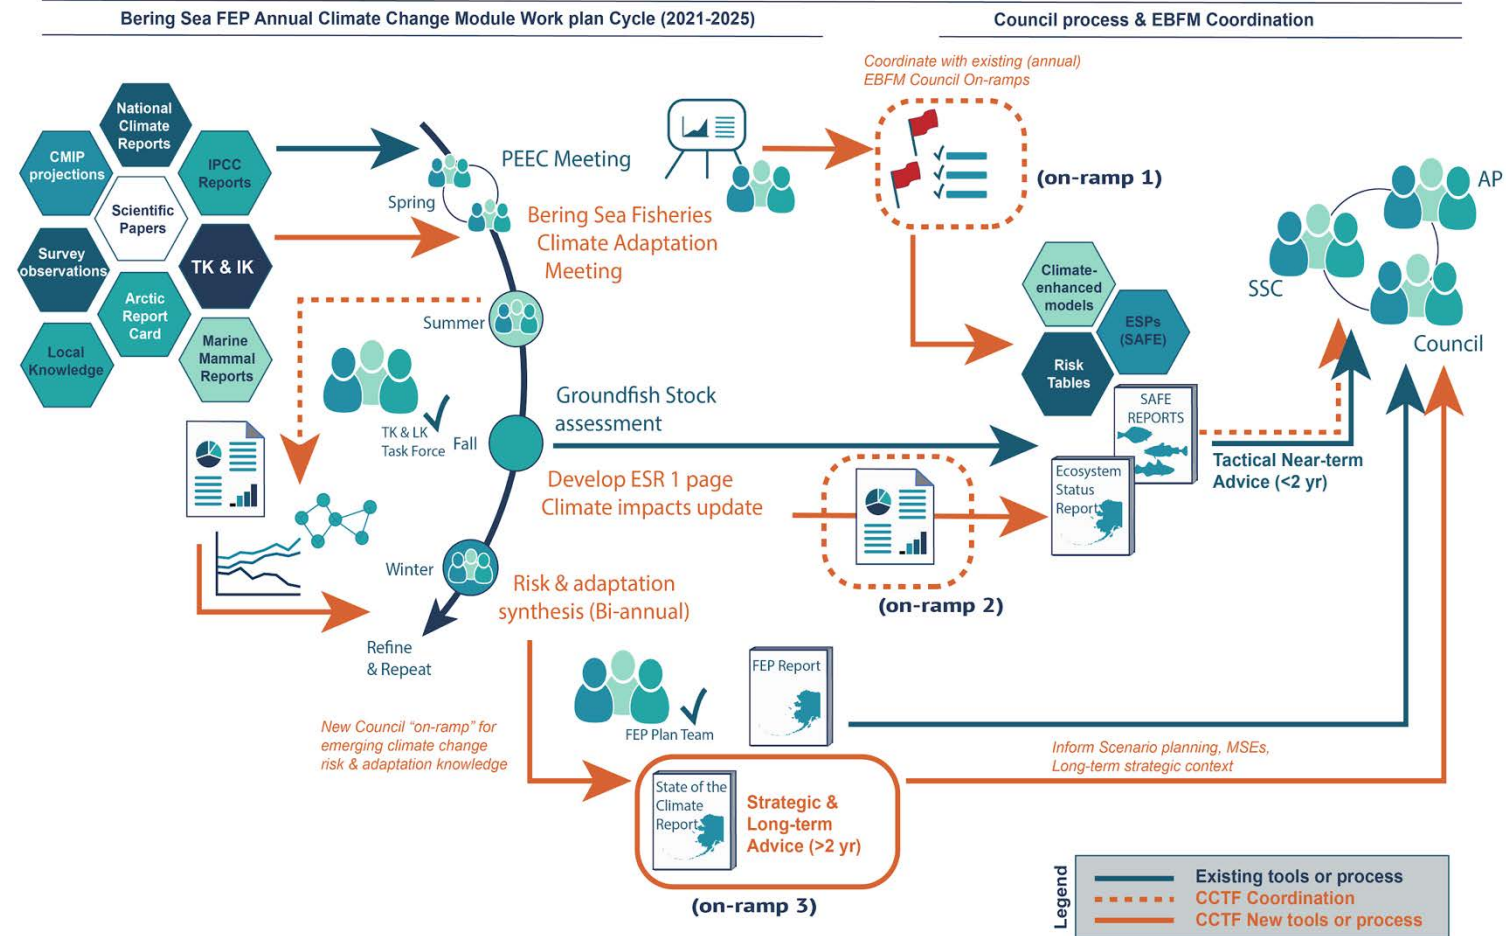 Bering Sea FEP Annual Climate Change Module Work plan Cycle (2021-2025)
Council process & EBFM Coordination
National
Climate
Reports
CMIP
projections
IPCC
Reports
Scientific
Papers
Survey
observations
TK & IK
Arctic
Report
Card
Local
Knowledge
Marine
Mammal
Reports
Spring
PEEC Meeting
Bering Sea Fisheries
Climate Adaptation
Meeting
Summer
TK & LK
Task Force
Fall
Groundfish Stock
assessment
Develop ESR 1 page
Climate impacts update
Winter
Risk & adaptation
synthesis (Bi-annual)
Refine
& Repeat
New Council “on-ramp” for
emerging climate change
risk & adaptation knowledge
Coordinate with existing (annual)
EBFM Council On-ramps
(on-ramp 1)
Climate-
enhanced
models
ESPs
(SAFE)
Risk
Tables
SAFE
REPORTS
Ecosystem
Status
Report
Tactical Near-term
Advice (<2 yr)
(on-ramp 2)
AP
SSC
Council
FEP Plan Team
FEP Report
State of the
Climate
Report
Strategic &
Long-term
Advice (>2 yr)
(on-ramp 3)
Inform Scenario planning, MSEs,
Long-term strategic context
Legend
Existing tools or process
CCTF Coordination
CCTF New tools or process